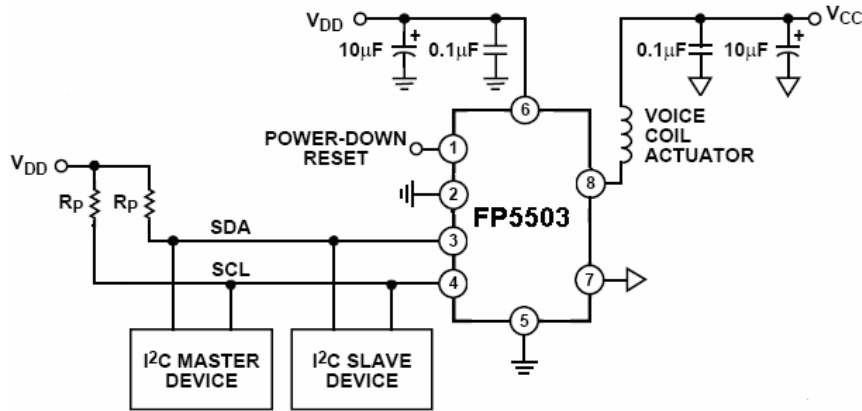 VDD
10μF
+
0.1μF
VCC
0.1μF
10μF
+
6
POWER-DOWN
RESET
1
VOICE
COIL
ACTUATOR
VDD
2
8
RP
RP
FP5503
SDA
3
SCL
4
7
5
I²C MASTER
DEVICE
I²C SLAVE
DEVICE